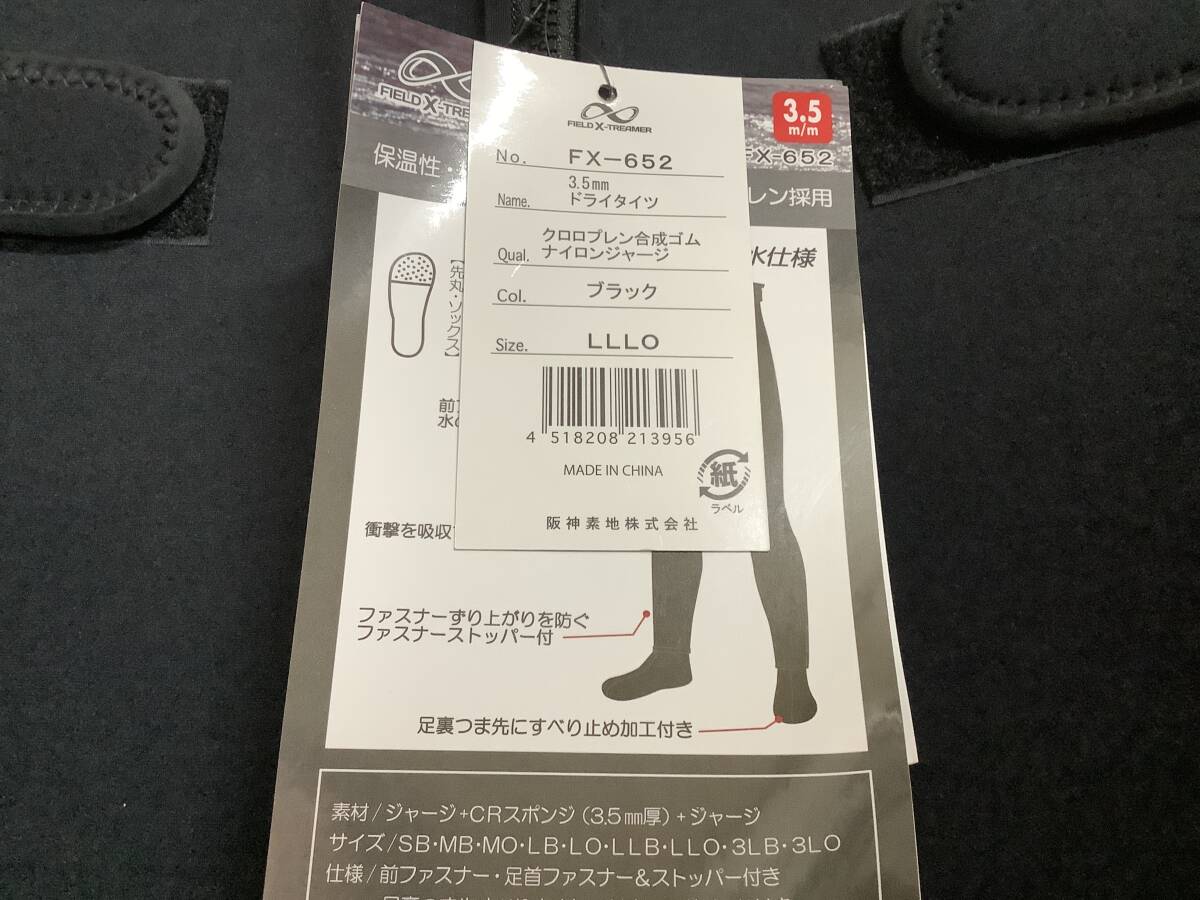 FIELD X-TREAMER
No. FX-652
Name. 3.5mm
ドライタイツ
Qual. クロロプレン合成ゴム
ナイロンジャージ
Col. ブラック
Size. LLLO
4 518208 213956
MADE IN CHINA
紙
ラベル
阪神素地株式会社
FIELD X-TREA
3.5
m/m
FX-652
保温性・
レン採用
水仕様
【先丸・ソックス】
衝撃を吸収
ファスナーずり上がりを防ぐ
ファスナーストッパー付
足裏つま先にすべり止め加工付き
素材/ジャージ+CRスポンジ(3.5mm厚)+ジャージ
サイズ/SB・MB・MO・LB・LO・LLB・LLO・3LB・3LO
仕様/前ファスナー・足首ファスナー&ストッパー付き